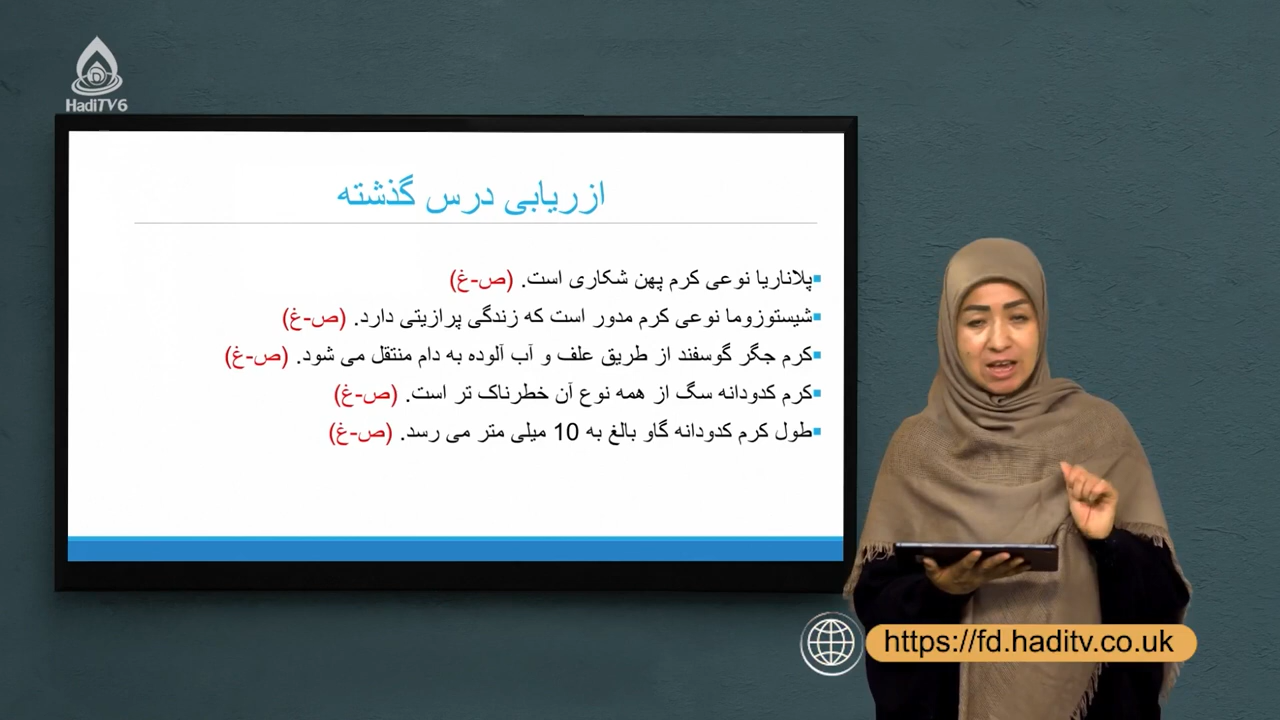 HadiTV6
ازریابی درس گذشته
پلاناریا نوعی کرم پهن شکاری است. (ص-غ)
شیستوزوما نوعی کرم مدور است که زندگی پرازیتی دارد. (ص-غ)
کرم جگر گوسفند از طریق علف و آب آلوده به دام منتقل می شود. (ص-غ)
کرم کدودانه سگ از همه نوع آن خطرناک تر است. (ص-غ)
طول کرم کدودانه گاو بالغ به 10 میلی متر می رسد. (ص-غ)
https://fd.haditv.co.uk